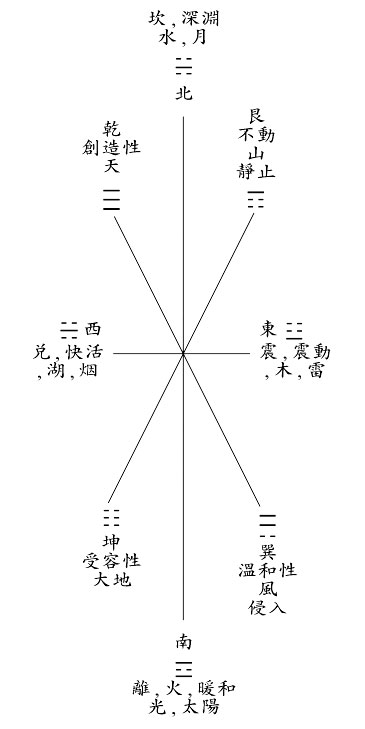 坎,深淵
水,月
北
乾
創造性
天
艮
不動
山
靜止
西
兌,快活
,湖,烟
東
震,震動
,木,雷
坤
受容性
大地
巽
溫和性
風
侵入
南
離,火,暖和
光,太陽